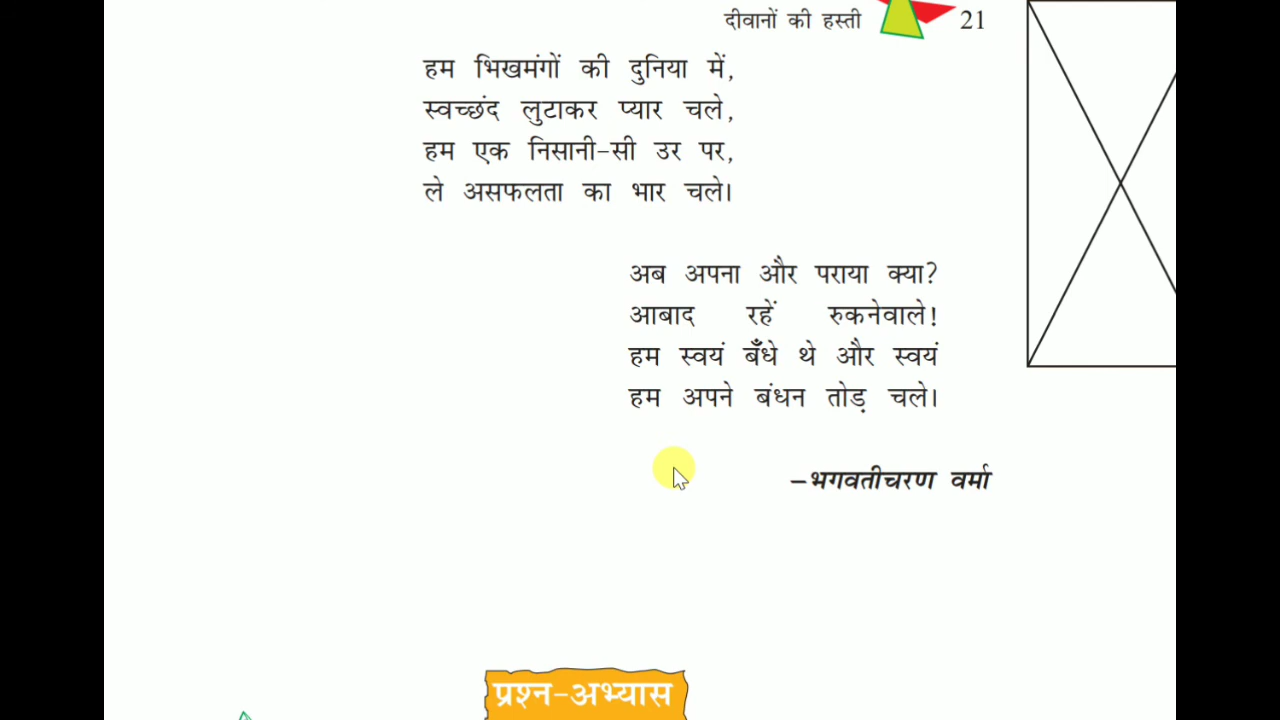 दीवानों की हस्ती 21
हम भिखमंगों की दुनिया में,
स्वच्छंद लुटाकर प्यार चले,
हम एक निसानी-सी उर पर,
ले असफलता का भार चले।
अब अपना और पराया क्या?
आबाद रहें रुकनेवाले!
हम स्वयं बँधे थे और स्वयं
हम अपने बंधन तोड़ चले।
–भगवतीचरण वर्मा
प्रश्न-अभ्यास